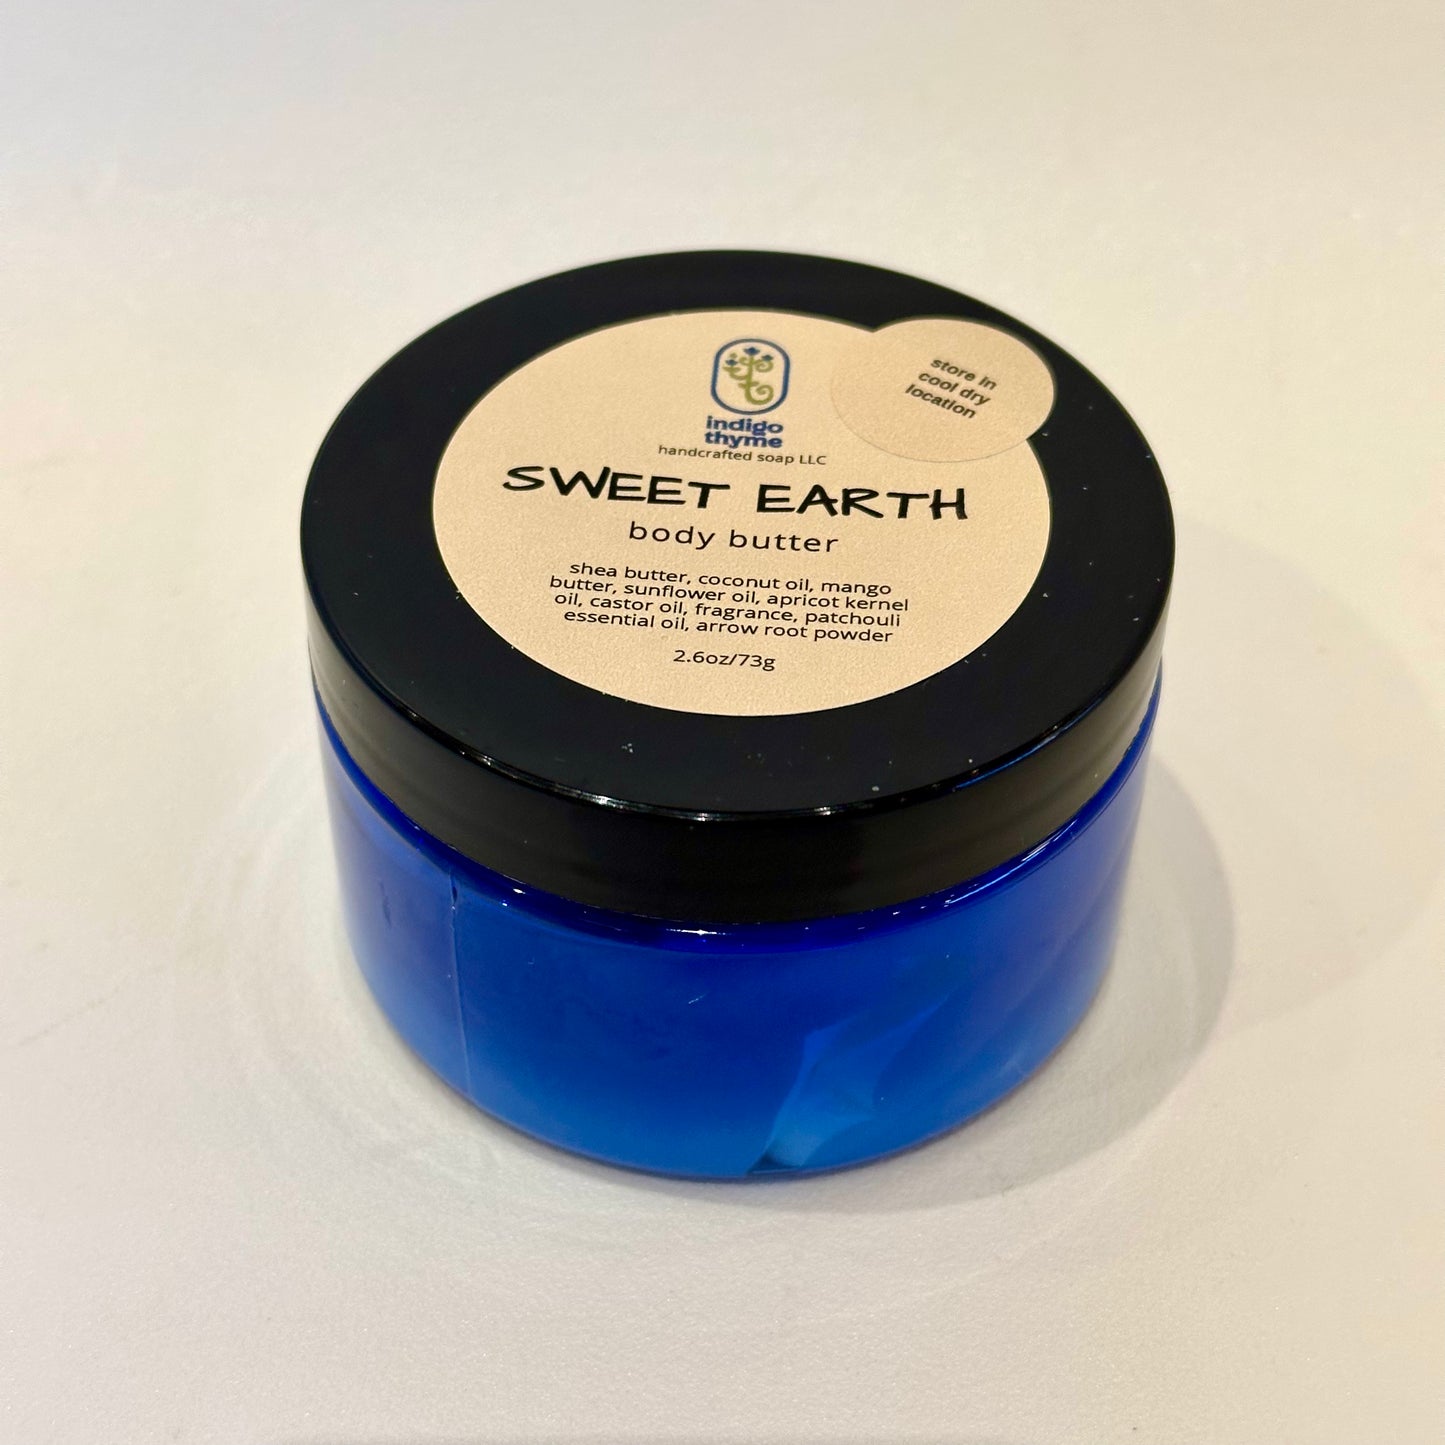 indigo
thyme
handcrafted soap LLC
store in
cool dry
location
SWEET EARTH
body butter
shea butter, coconut oil, mango
butter, sunflower oil, apricot kernel
oil, castor oil, fragrance, patchouli
essential oil, arrow root powder
2.6oz/73g